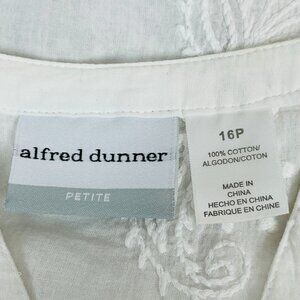 alfred dunner
PETITE
16P
100% COTTON/
ALGODON/COTON
MADE IN
CHINA
HECHO EN CHINA
FABRIQUE EN CHINE